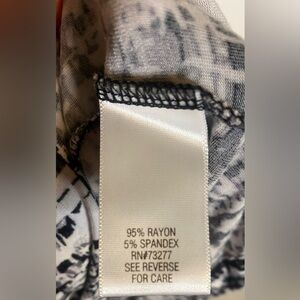 95% RAYON
5% SPANDEX
RN#73277
SEE REVERSE
FOR CARE